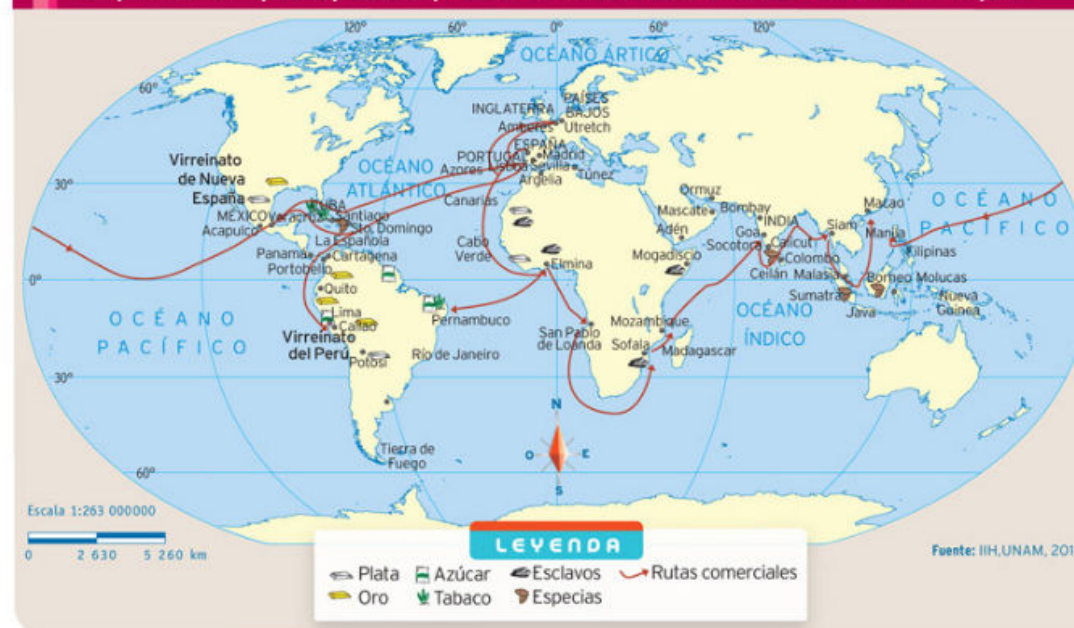 120°
60°
0°
60°
120°
OCÉANO ÁRTICO
60°
INGLATERRA
PAÍSES
BAJOS
Amberes
Utretch
ESPAÑA
PORTUGAL
Madrid
Azores
Lisboa
Sevilla
Argelia
Túnez
Canarias
Virreinato
de Nueva
España
OCÉANO
ATLÁNTICO
30°
CUBA
MÉXICO
Veracruz
Santiago
Acapulco
Sto. Domingo
La Española
Panamá
Cartagena
Portobello
Cabo
Verde
Elmina
Ormuz
Mascate
Bombay
INDIA
Adén
Goa
Socotora
Calicut
Mogadiscio
Colombo
Ceilán
Macao
Siam
Manila
Filipinas
OCÉANO
PACÍFICO
Malasia
Borneo
Molucas
Sumatra
Java
Nueva
Guinea
0°
Quito
Lima
Callao
Pernambuco
OCÉANO
PACÍFICO
Virreinato
del Perú
Potosí
Río de Janeiro
San Pablo
de Loanda
Mozambique
Sofala
Madagascar
OCÉANO
ÍNDICO
30°
N
O
E
S
Tierra de
Fuego
60°
Escala 1:263 000000
0 2 630 5 260 km
LEYENDA
Plata Azúcar Esclavos Rutas comerciales
Oro Tabaco Especias
Fuente: IIH,UNAM, 201